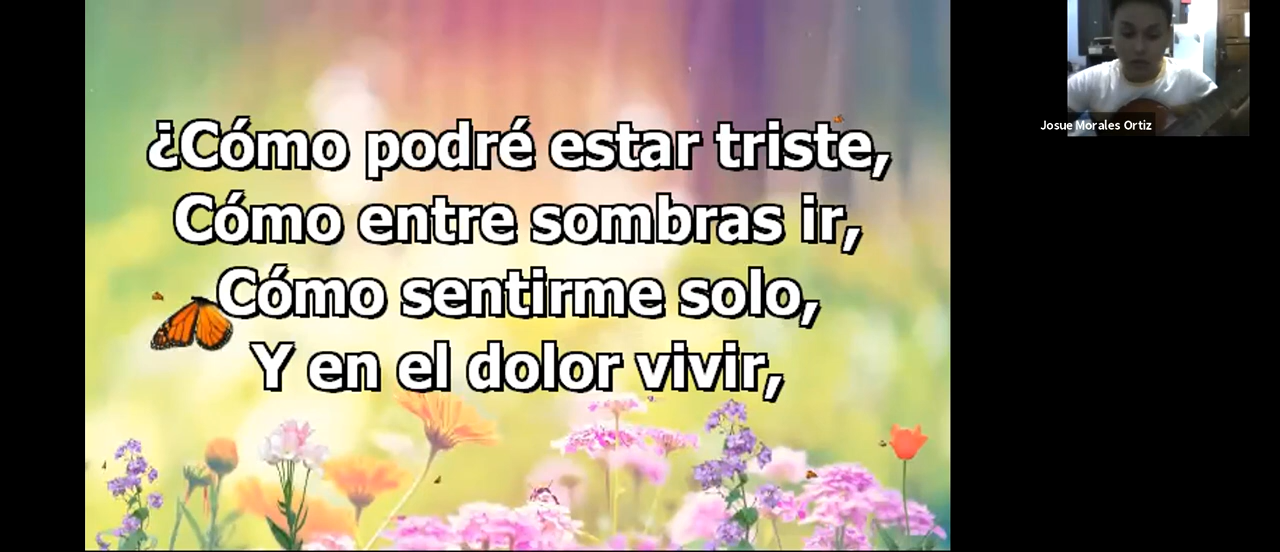 ¿Cómo podré estar triste,
Cómo entre sombras ir,
Cómo sentirme solo,
Y en el dolor vivir,
Josue Morales Ortiz